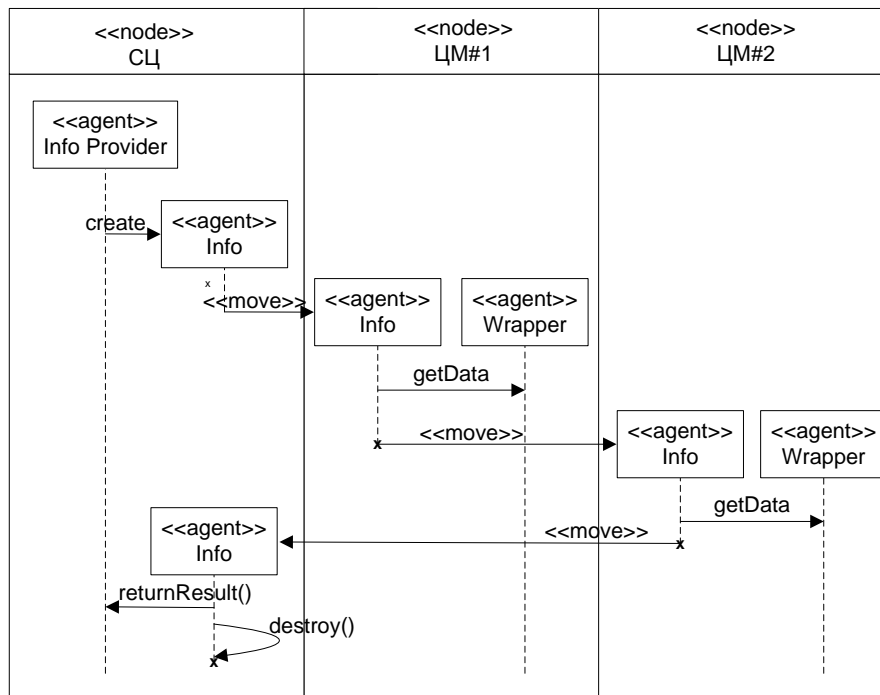 <<node>>
СЦ
<<node>>
ЦМ#1
<<node>>
ЦМ#2
<<agent>>
Info Provider
create
<<agent>>
Info
x
<<move>>
<<agent>>
Info
<<agent>>
Wrapper
getData
x
<<move>>
<<agent>>
Info
<<agent>>
Wrapper
getData
<<move>>
x
<<agent>>
Info
returnResult()
destroy()
x